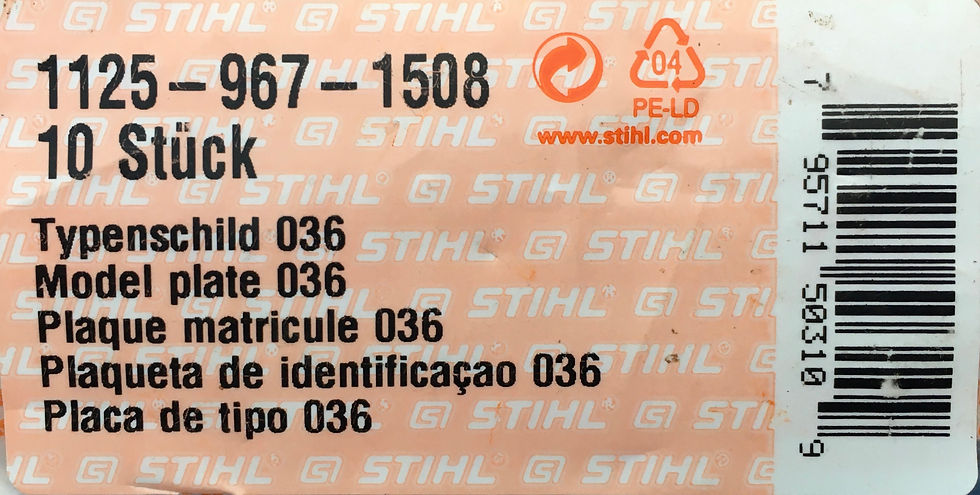 1125-967-1508
10 Stück
04
PE-LD
www.stihl.com
Typenschild 036
Model plate 036
Plaque matricule 036
Plaqueta de identificaçao 036
Placa de tipo 036
7 95711 50310 9
STIHL